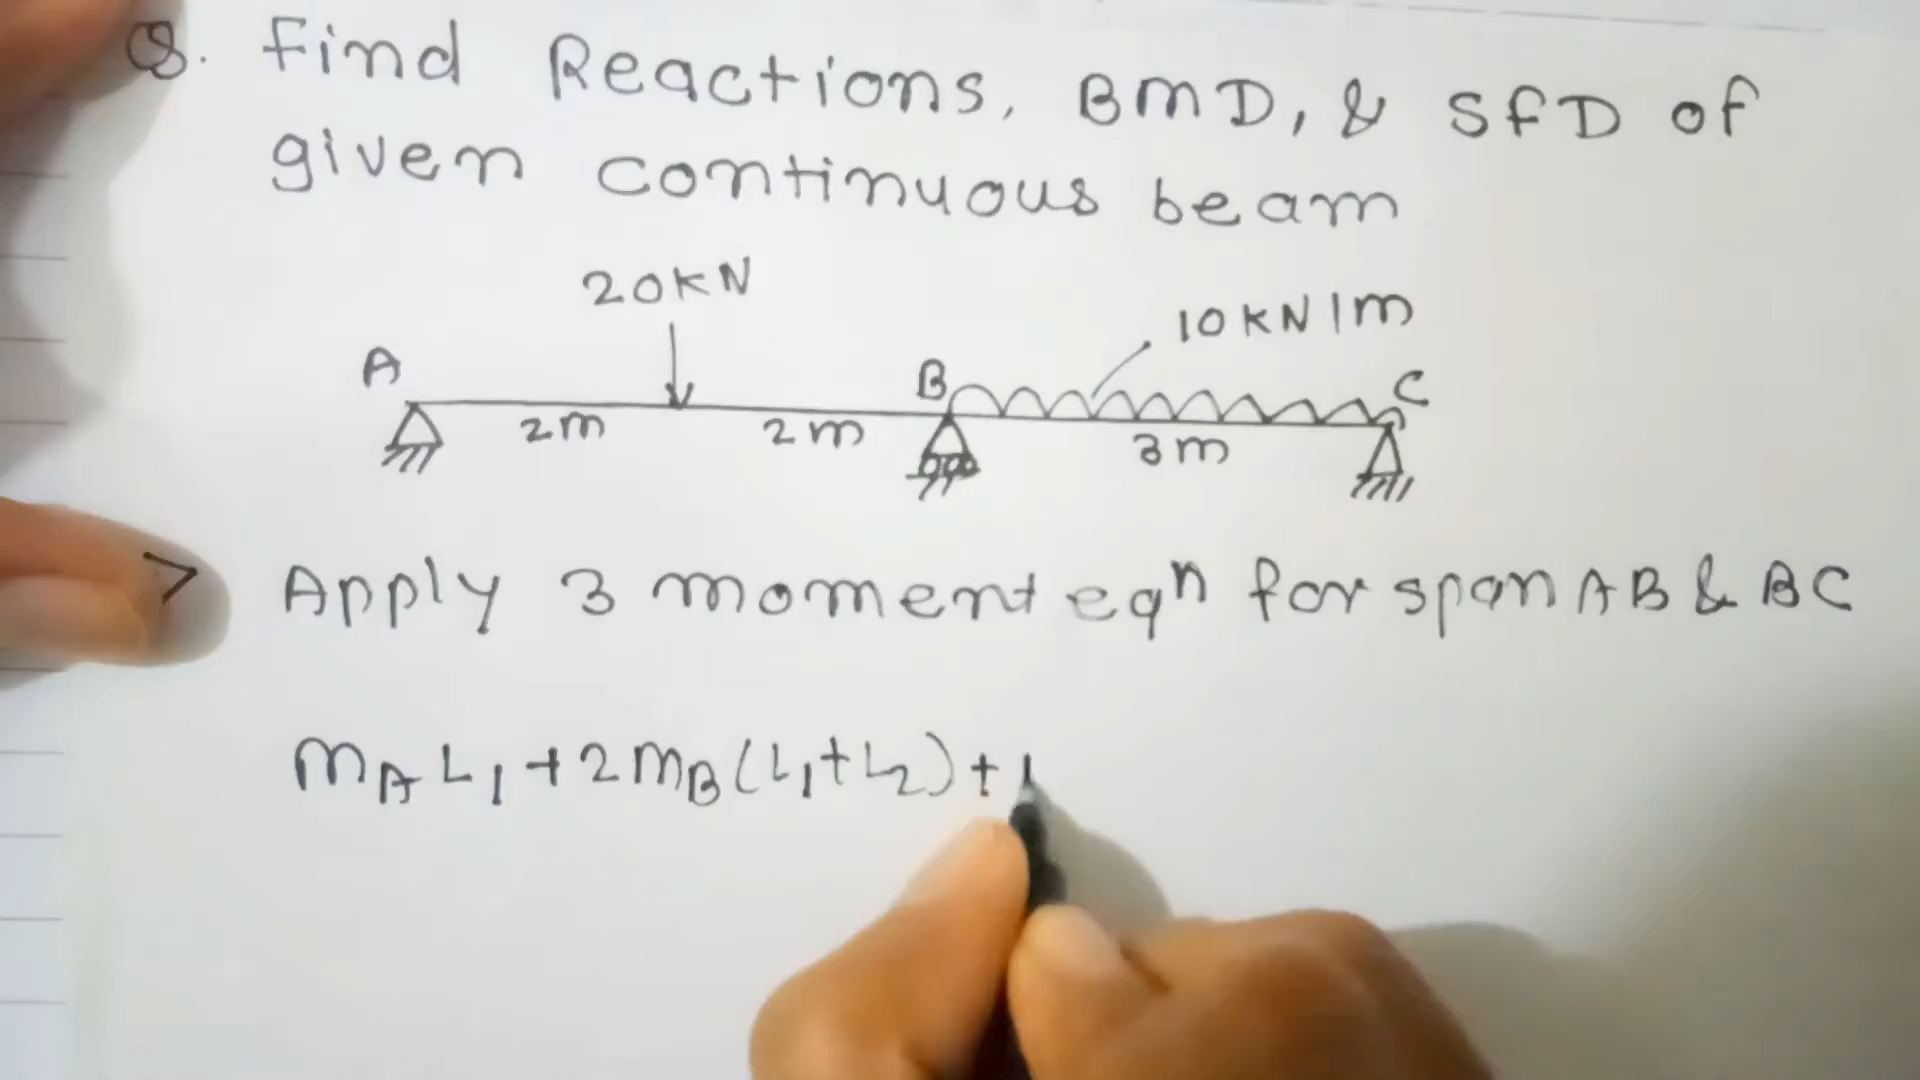 Q. Find Reactions, BMD, & SFD of
given continuous beam
20KN
10KN/m
A
B
C
2m
2m
3m
> Apply 3 moment eqn for span AB & BC
MA L1 + 2MB(L1+L2) +